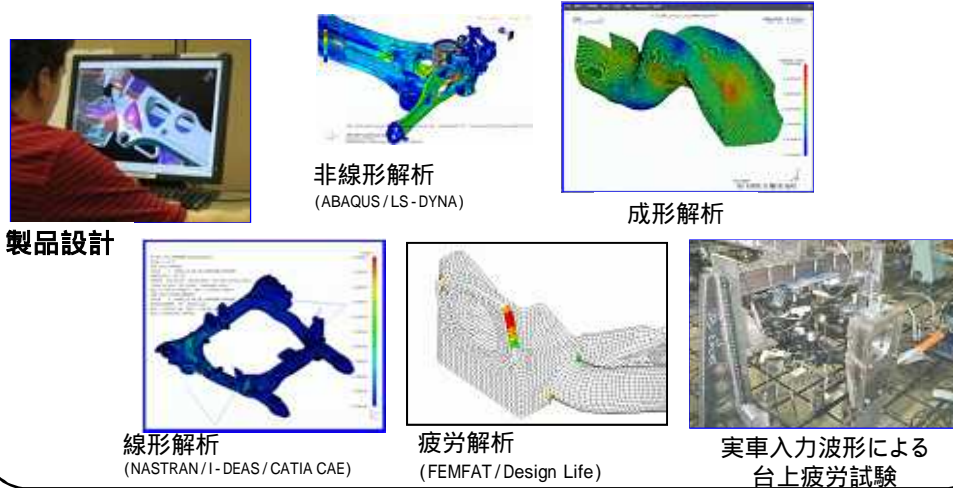 非線形解析
(ABAQUS/LS-DYNA)
成形解析
製品設計
線形解析
(NASTRAN/I-DEAS/CATIA CAE)
疲労解析
(FEMFAT/Design Life)
実車入力波形による
台上疲労試験